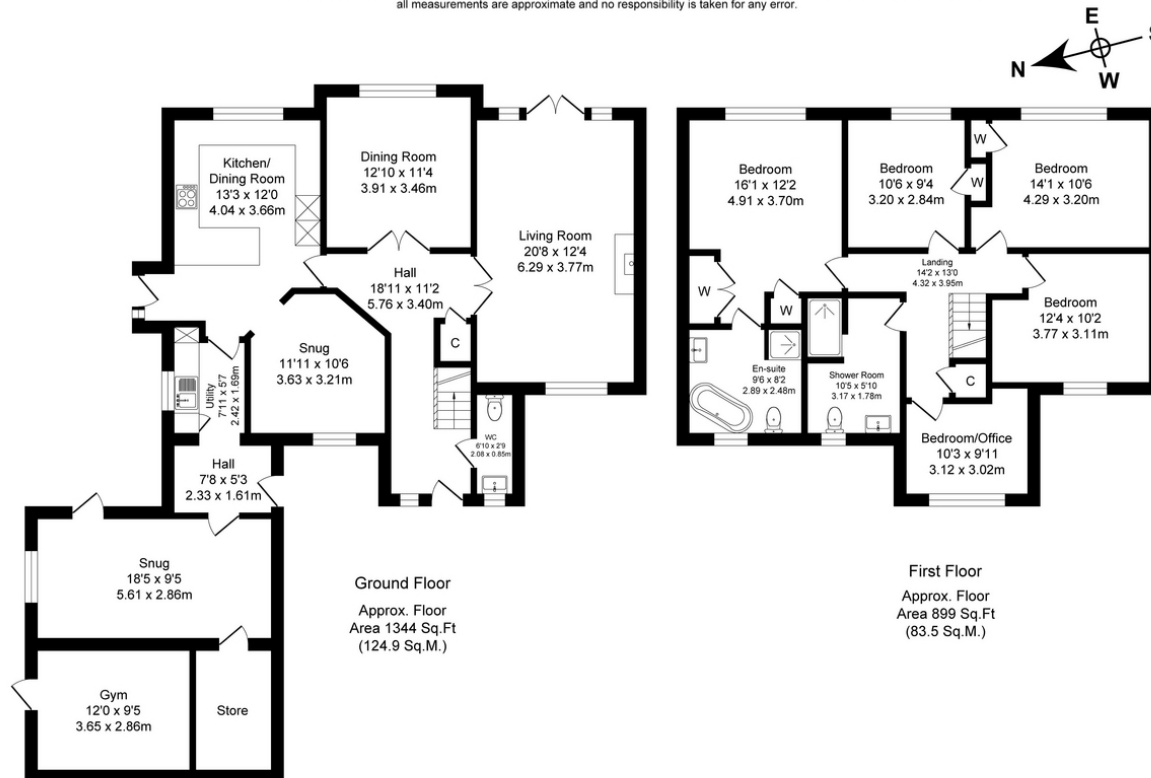 all measurements are approximate and no responsibility is taken for any error.
E
N
S
W
Kitchen/
Dining Room
13'3 x 12'0
4.04 x 3.66m
Dining Room
12'10 x 11'4
3.91 x 3.46m
Living Room
20'8 x 12'4
6.29 x 3.77m
Hall
18'11 x 11'2
5.76 x 3.40m
C
Snug
11'11 x 10'6
3.63 x 3.21m
Utility
7'11 x 5'7
2.42 x 1.69m
WC
6'10 x 2'9
2.08 x 0.85m
Hall
7'8 x 5'3
2.33 x 1.61m
Snug
18'5 x 9'5
5.61 x 2.86m
Gym
12'0 x 9'5
3.65 x 2.86m
Store
Ground Floor
Approx. Floor
Area 1344 Sq.Ft
(124.9 Sq.M.)
Bedroom
16'1 x 12'2
4.91 x 3.70m
Bedroom
10'6 x 9'4
3.20 x 2.84m
W
W
Bedroom
14'1 x 10'6
4.29 x 3.20m
Landing
14'2 x 13'0
4.32 x 3.95m
W
W
Bedroom
12'4 x 10'2
3.77 x 3.11m
En-suite
9'6 x 8'2
2.89 x 2.48m
Shower Room
10'5 x 5'10
3.17 x 1.78m
C
Bedroom/Office
10'3 x 9'11
3.12 x 3.02m
First Floor
Approx. Floor
Area 899 Sq.Ft
(83.5 Sq.M.)